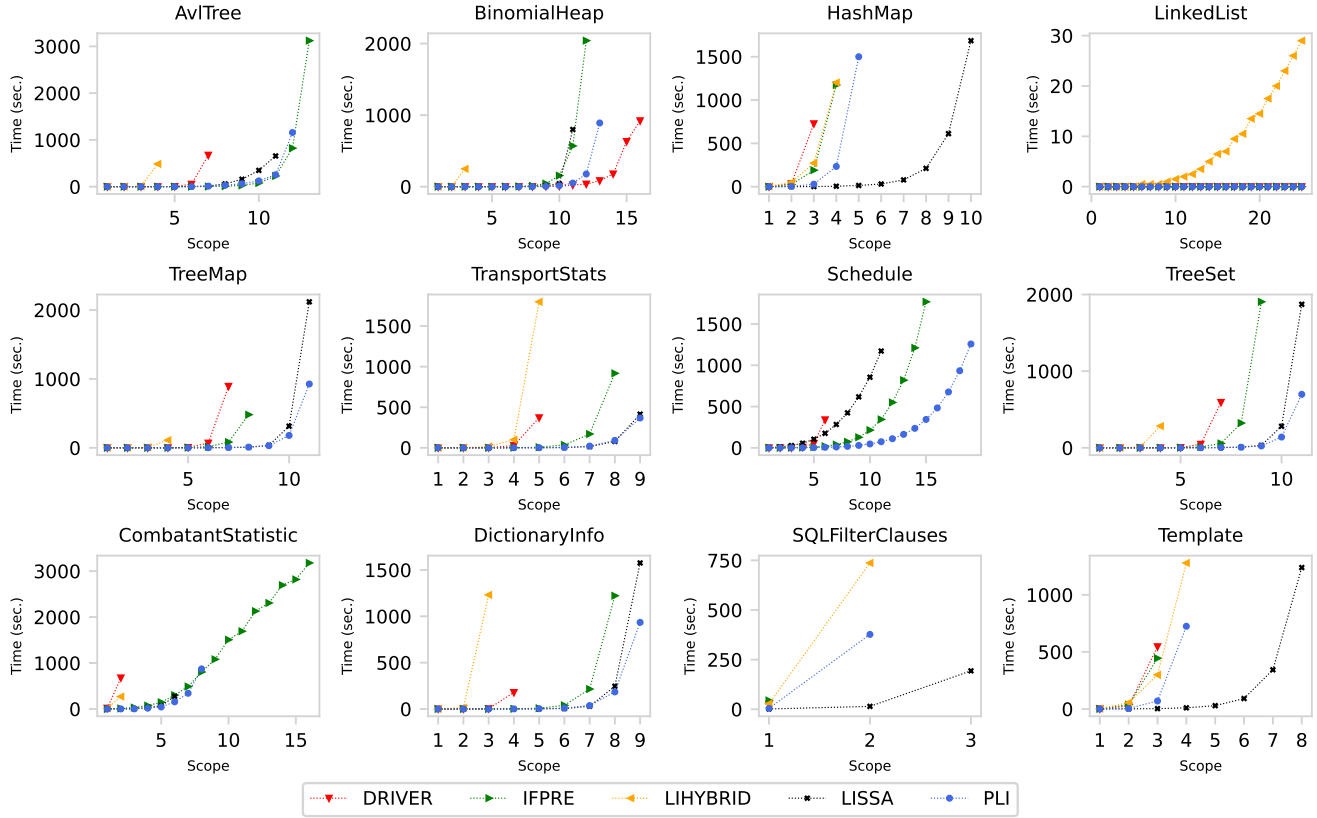 AvlTree BinomialHeap HashMap LinkedList
Time (sec.) 3000 2000 1000 0
5 10
Scope
Time (sec.) 2000 1000 0
5 10 15
Scope
Time (sec.) 1500 1000 500 0
1 2 3 4 5 6 7 8 9 10
Scope
Time (sec.) 30 20 10 0
0 10 20
Scope
TreeMap TransportStats Schedule TreeSet
Time (sec.) 2000 1000 0
5 10
Scope
Time (sec.) 1500 1000 500 0
1 2 3 4 5 6 7 8 9
Scope
Time (sec.) 1500 1000 500 0
5 10 15
Scope
Time (sec.) 2000 1000 0
5 10
Scope
CombatantStatistic DictionaryInfo SQLFilterClauses Template
Time (sec.) 3000 2000 1000 0
5 10 15
Scope
Time (sec.) 1500 1000 500 0
1 2 3 4 5 6 7 8 9
Scope
Time (sec.) 750 500 250 0
1 2 3
Scope
Time (sec.) 1000 500 0
1 2 3 4 5 6 7 8
Scope
DRIVER IFPRE LIHYBRID LISSA PLI